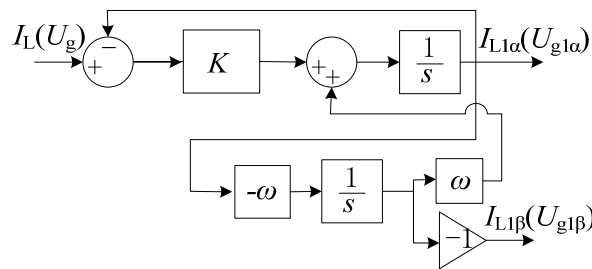 I_L(U_g)
−
+
K
+
+
1/s
I_L1α(U_g1α)
-ω
1/s
ω
−1
I_L1β(U_g1β)